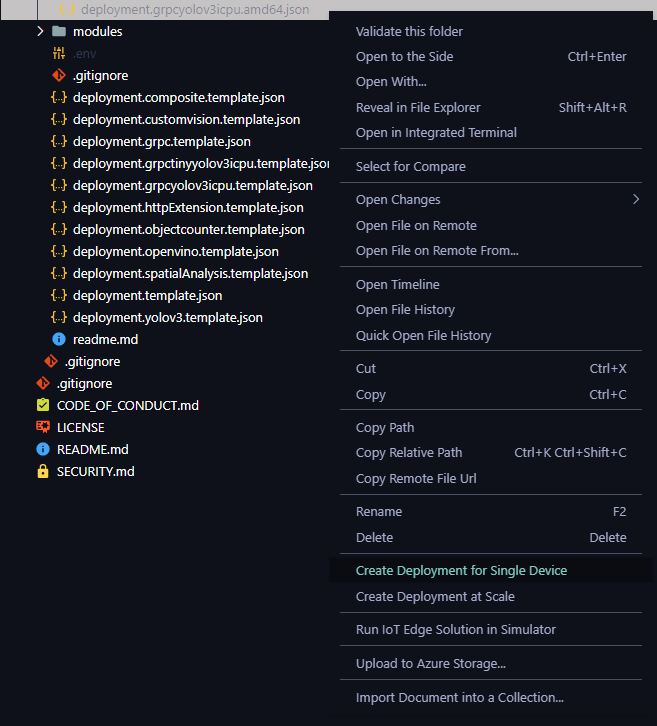 deployment.grpcyolov3icpu.amd64.json
modules
.env
.gitignore
deployment.composite.template.json
deployment.customvision.template.json
deployment.grpc.template.json
deployment.grpctinyyolov3icpu.template.json
deployment.grpcyolov3icpu.template.json
deployment.httpExtension.template.json
deployment.objectcounter.template.json
deployment.openvino.template.json
deployment.spatialAnalysis.template.json
deployment.template.json
deployment.yolov3.template.json
readme.md
.gitignore
.gitignore
CODE_OF_CONDUCT.md
LICENSE
README.md
SECURITY.md
Validate this folder
Open to the Side Ctrl+Enter
Open With...
Reveal in File Explorer Shift+Alt+R
Open in Integrated Terminal
Select for Compare
Open Changes
Open File on Remote
Open File on Remote From...
Open Timeline
Open File History
Quick Open File History
Cut Ctrl+X
Copy Ctrl+C
Copy Path
Copy Relative Path Ctrl+K Ctrl+Shift+C
Copy Remote File Url
Rename F2
Delete Delete
Create Deployment for Single Device
Create Deployment at Scale
Run IoT Edge Solution in Simulator
Upload to Azure Storage...
Import Document into a Collection...